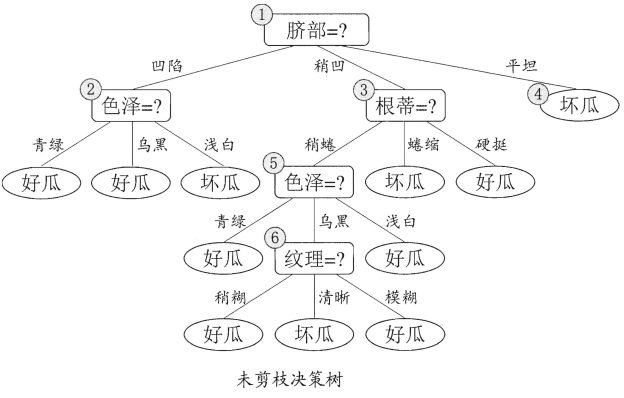 ① 脐部=?
凹陷 稍凹 平坦
② 色泽=? ③ 根蒂=? ④ 坏瓜
青绿 乌黑 浅白 稍蜷 蜷缩 硬挺
好瓜 好瓜 坏瓜 ⑤ 色泽=? 坏瓜 好瓜
青绿 乌黑 浅白
好瓜 ⑥ 纹理=? 好瓜
稍糊 清晰 模糊
好瓜 坏瓜 好瓜
未剪枝决策树